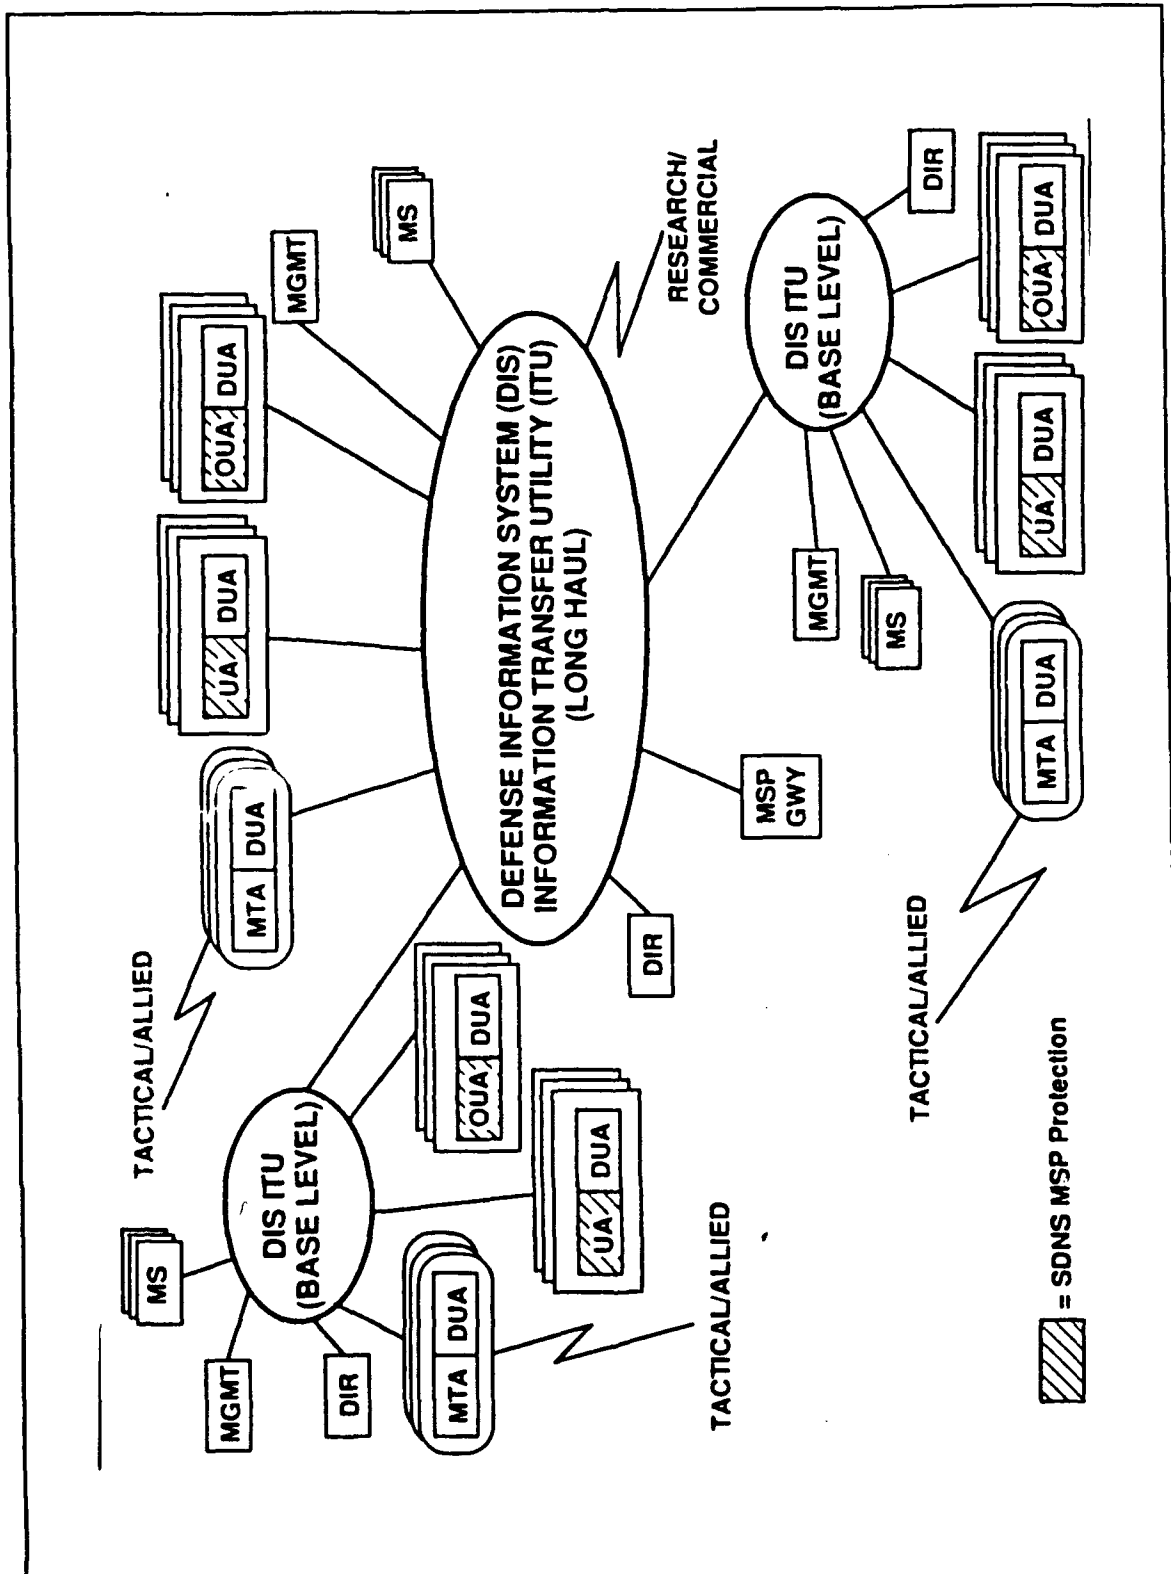 TACTICAL/ALLIED
MS
MGMT
DIR
DIS ITU
(BASE LEVEL)
MTA DUA
OUA DUA
UA DUA
TACTICAL/ALLIED
MTA DUA
UA DUA
OUA DUA
MGMT
MS
DEFENSE INFORMATION SYSTEM (DIS)
INFORMATION TRANSFER UTILITY (ITU)
(LONG HAUL)
RESEARCH/
COMMERCIAL
DIR
MSP
GWY
MGMT
MS
DIS ITU
(BASE LEVEL)
DIR
TACTICAL/ALLIED
MTA DUA
UA DUA
OUA DUA
= SDNS MSP Protection